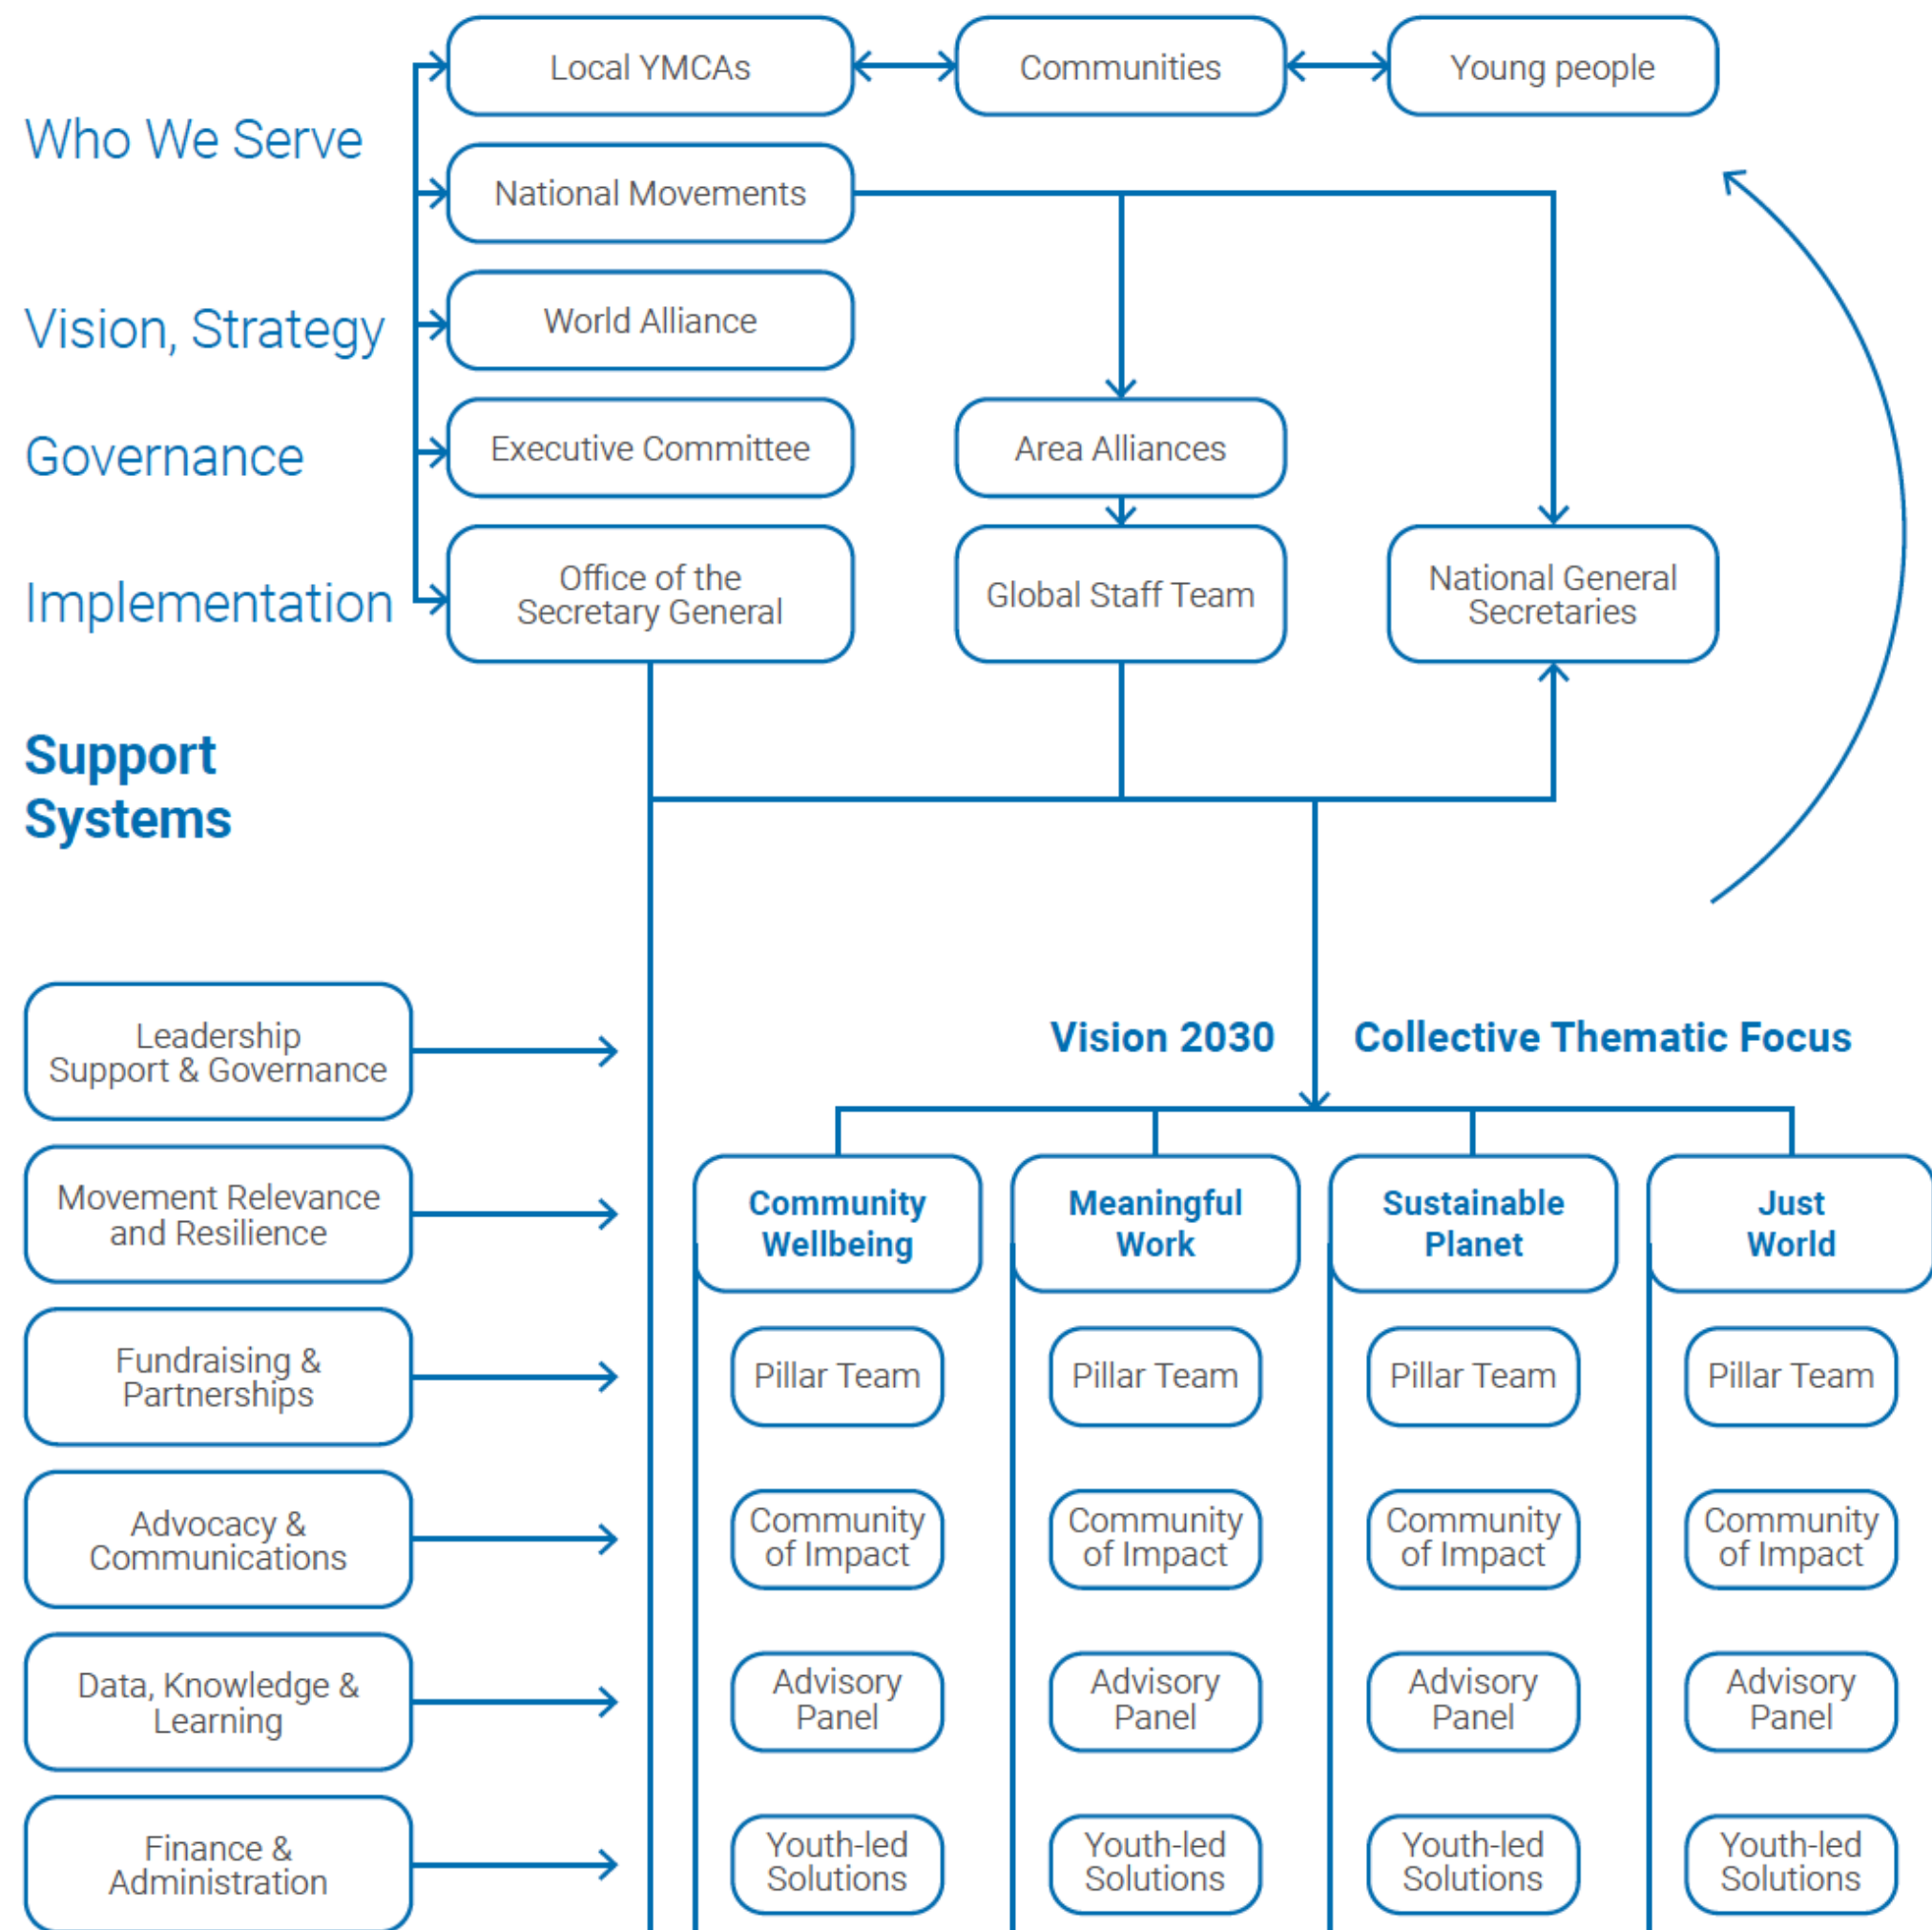 Local YMCAs
Communities
Young people
Who We Serve
National Movements
Vision, Strategy
World Alliance
Governance
Executive Committee
Area Alliances
Implementation
Office of the
Secretary General
Global Staff Team
National General
Secretaries
Support
Systems
Leadership
Support & Governance
Movement Relevance
and Resilience
Fundraising &
Partnerships
Advocacy &
Communications
Data, Knowledge &
Learning
Finance &
Administration
Vision 2030
Collective Thematic Focus
Community
Wellbeing
Pillar Team
Community
of Impact
Advisory
Panel
Youth-led
Solutions
Meaningful
Work
Pillar Team
Community
of Impact
Advisory
Panel
Youth-led
Solutions
Sustainable
Planet
Pillar Team
Community
of Impact
Advisory
Panel
Youth-led
Solutions
Just
World
Pillar Team
Community
of Impact
Advisory
Panel
Youth-led
Solutions